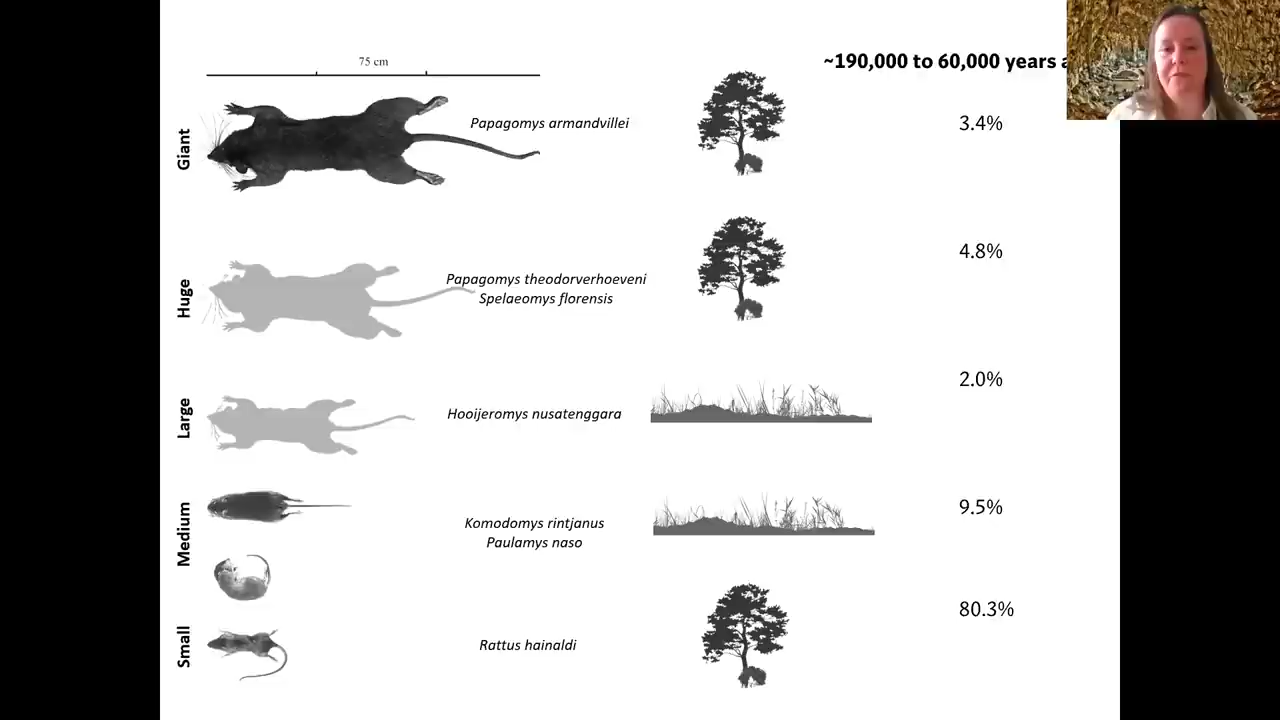 75 cm
~190,000 to 60,000 years
Giant
Papagomys armandvillei
3.4%
Huge
Papagomys theodorverhoeveni
Spelaeomys florensis
4.8%
Large
Hooijeromys nusatenggara
2.0%
Medium
Komodomys rintjanus
Paulamys naso
9.5%
Small
Rattus hainaldi
80.3%